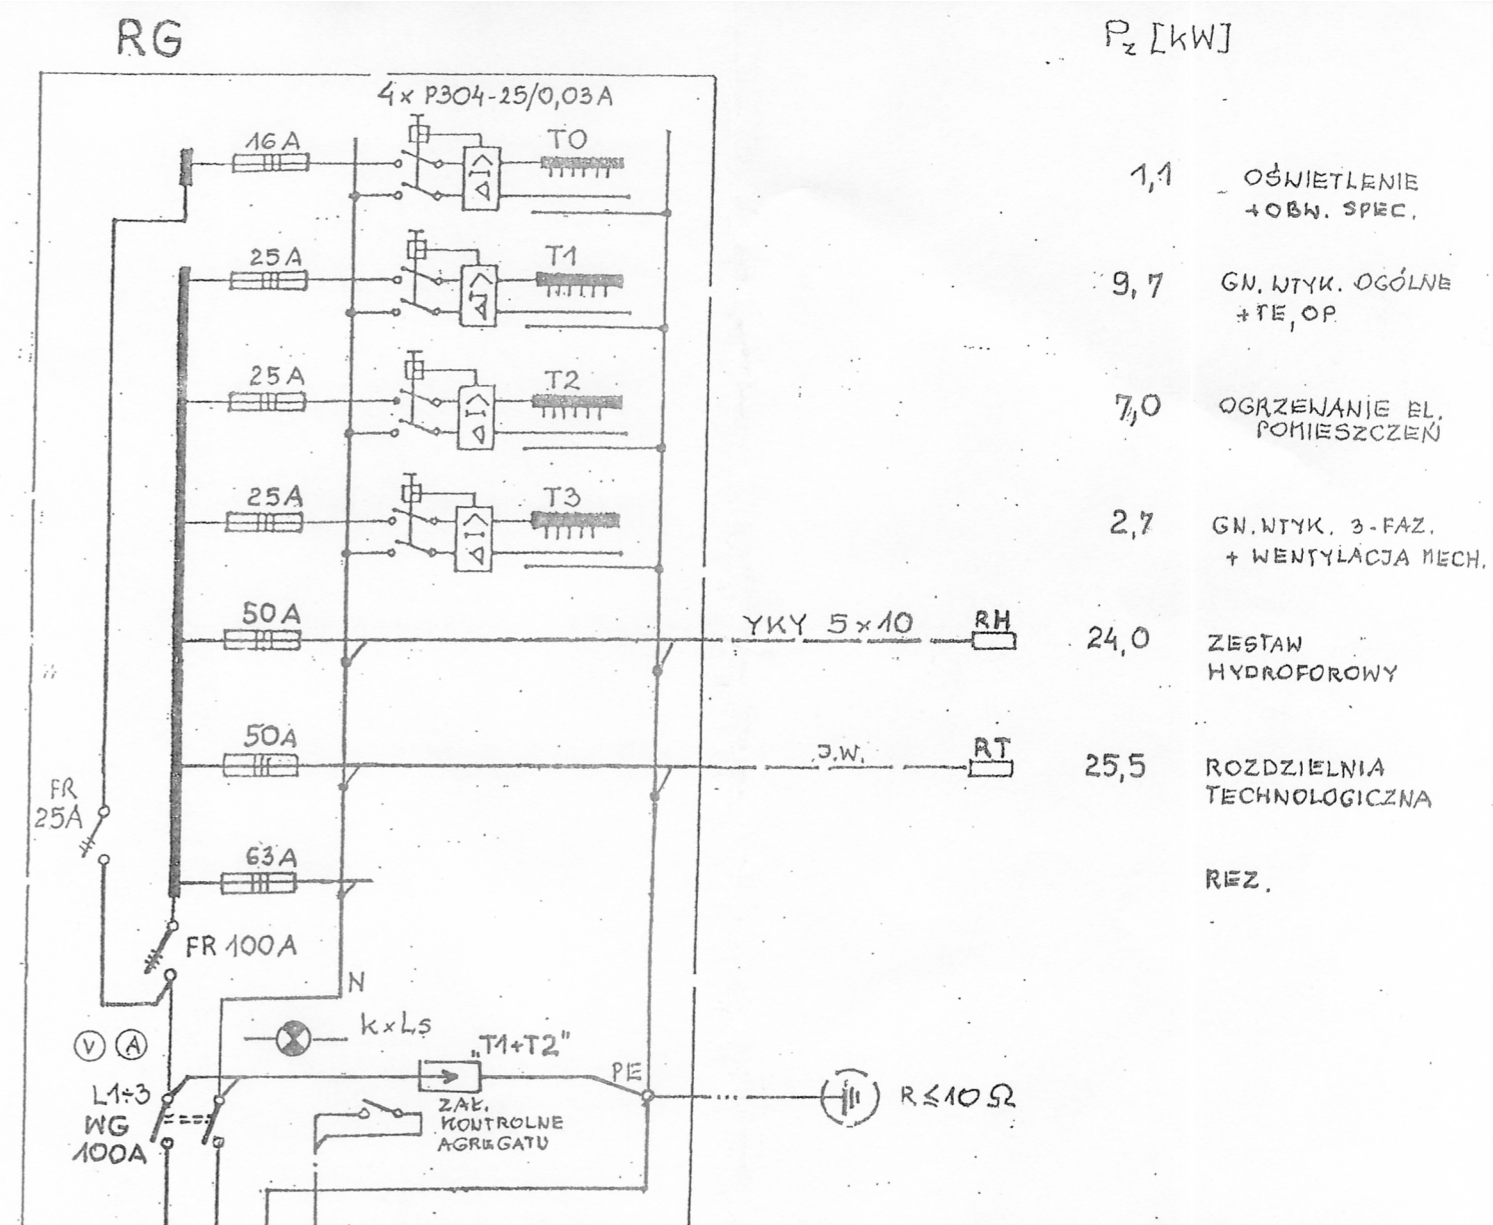 RG
P_z [kW]
4x P304-25/0,03A
16A
T0
1,1
OŚWIETLENIE
+OBW. SPEC.
25A
T1
9,7
GN. WTYK. OGÓLNE
+TE, OP.
25A
T2
7,0
OGRZEWANIE EL.
POMIESZCZEŃ
25A
T3
2,7
GN. WTYK. 3-FAZ.
+ WENTYLACJA MECH.
50A
YKY 5x10
RH
24,0
ZESTAW
HYDROFOROWY
50A
J.W.
RT
25,5
ROZDZIELNIA
TECHNOLOGICZNA
FR
25A
63A
REZ.
FR 100A
N
V
A
kxLs
„T1+T2"
PE
R≤10Ω
L1÷3
WG
100A
ZAŁ.
KONTROLNE
AGREGATU